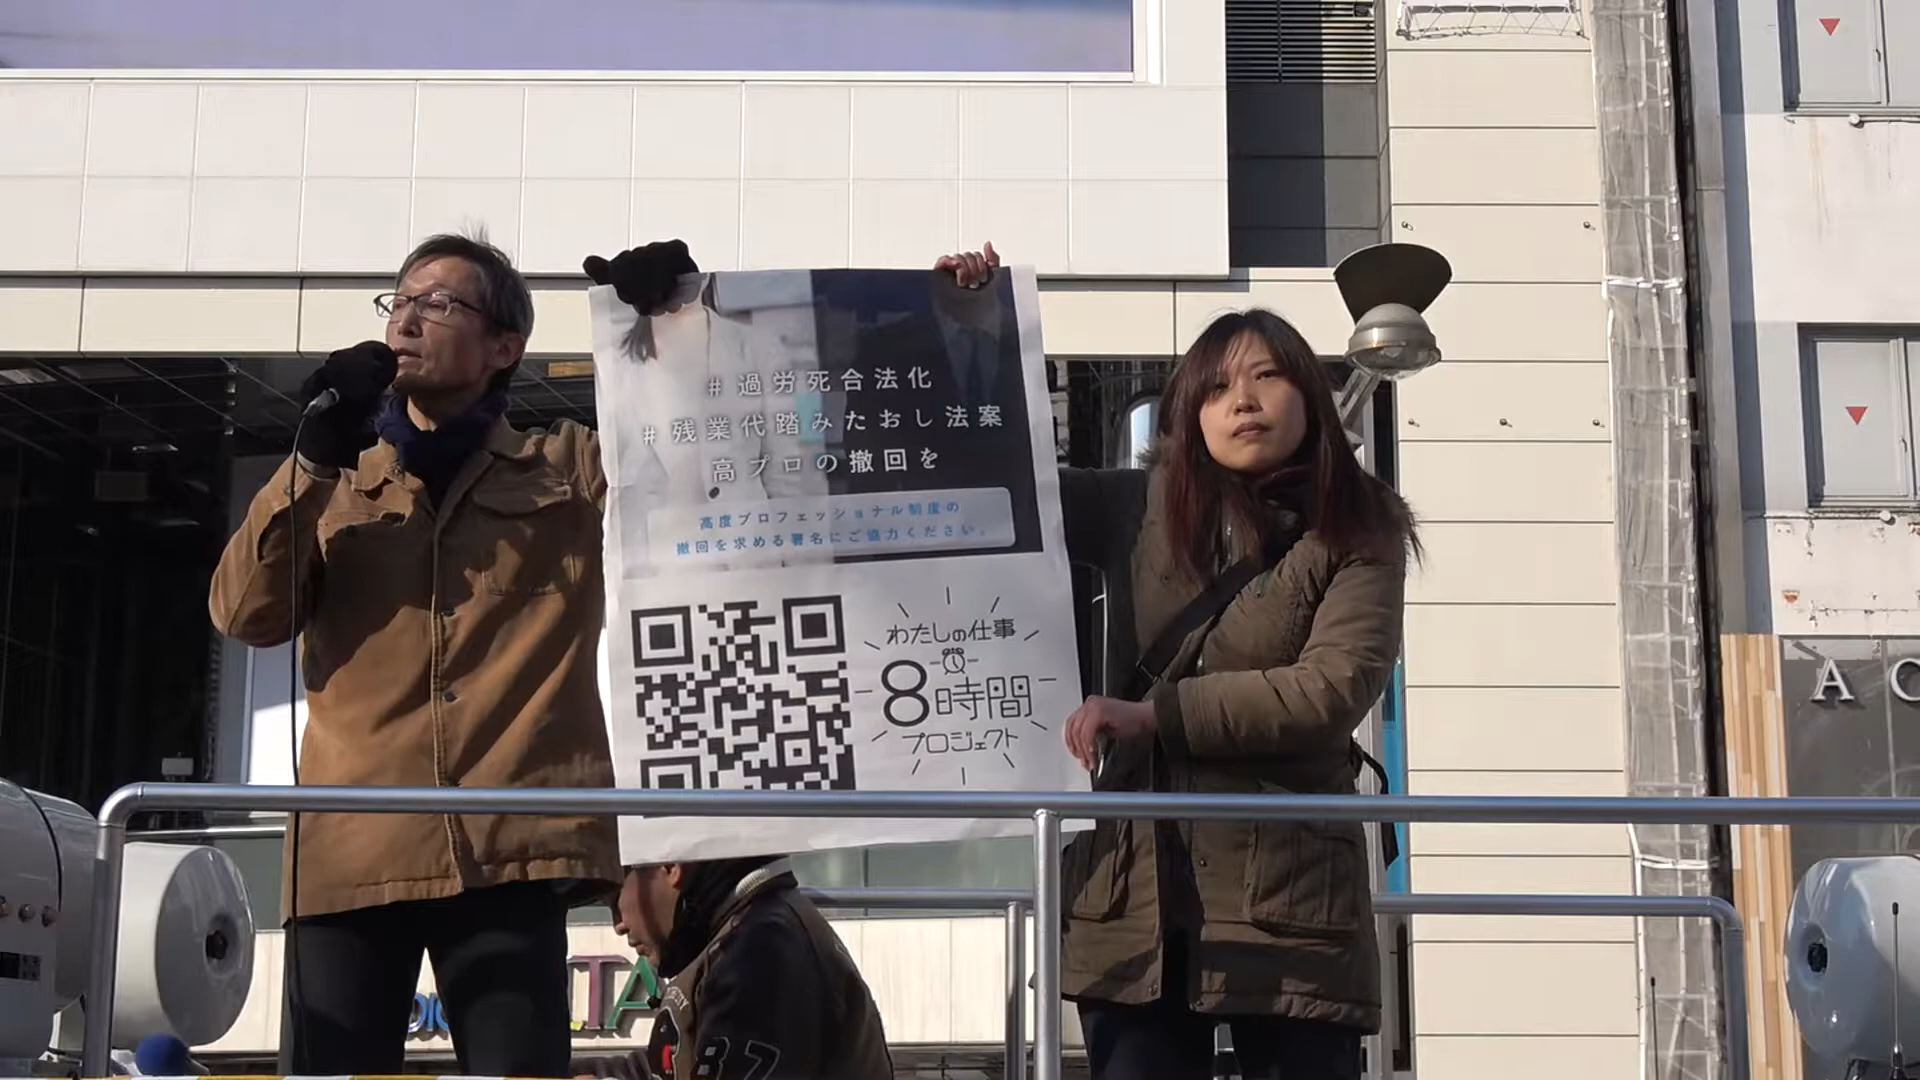 #過労死合法化
#残業代踏みたおし法案
高プロの撤回を
高度プロフェッショナル制度の
撤回を求める署名にご協力ください。
わたしの仕事
8時間
プロジェクト
AC
LTA
87